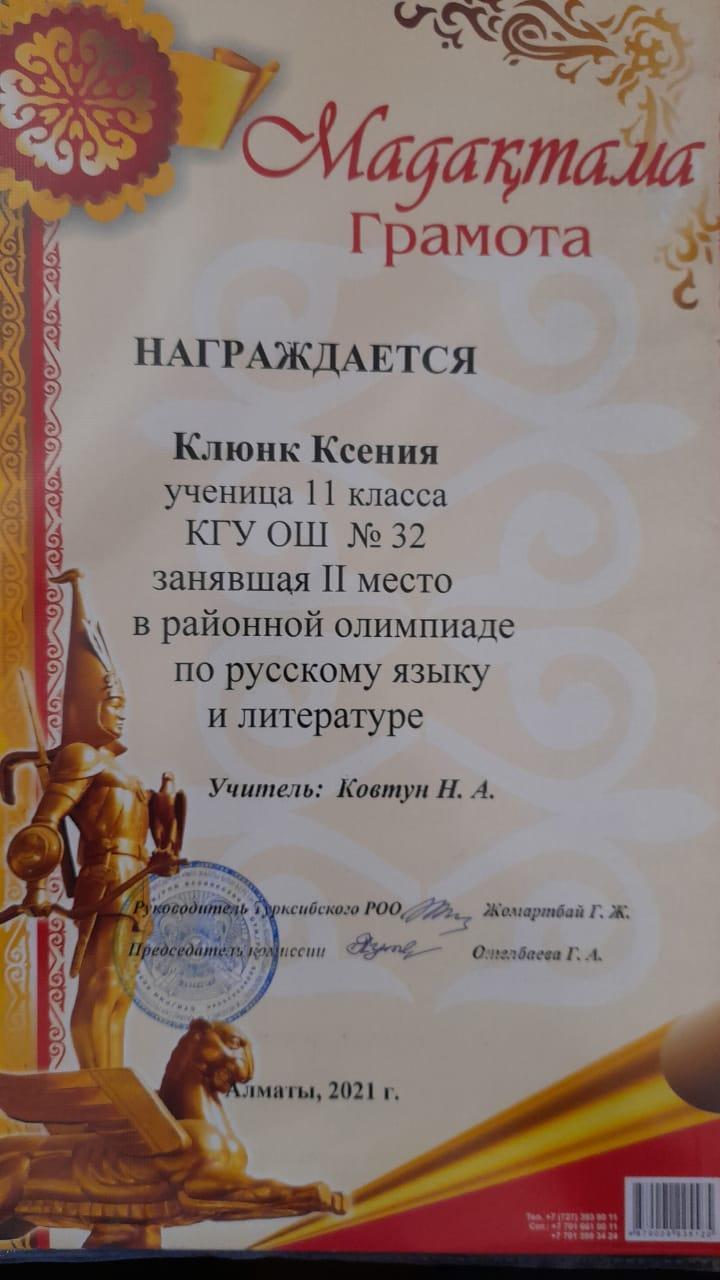 Мадақтама
Грамота
НАГРАЖДАЕТСЯ
Клюнк Ксения
ученица 11 класса
КГУ ОШ № 32
занявшая II место
в районной олимпиаде
по русскому языку
и литературе
Учитель: Ковтун Н. А.
Руководитель Турксибского РОО Жомартбай Г. Ж.
Председатель комиссии Г. А.
Алматы, 2021 г.